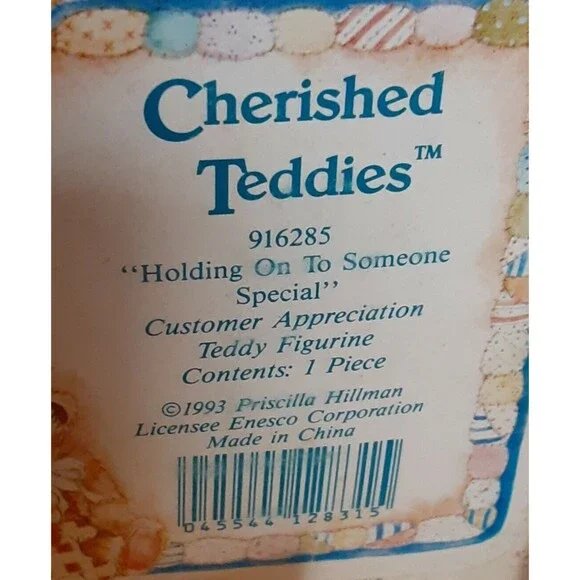 Cherished
Teddies™
916285
“Holding On To Someone
Special”
Customer Appreciation
Teddy Figurine
Contents: 1 Piece
©1993 Priscilla Hillman
Licensee Enesco Corporation
Made in China
045544 128315